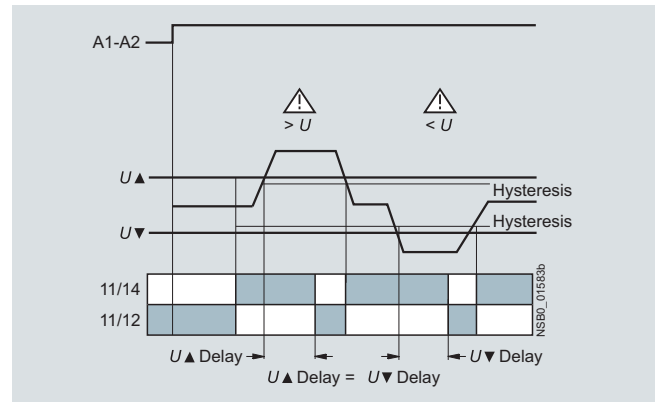 A1-A2
> U
< U
U▲
Hysteresis
Hysteresis
U▼
11/14
11/12
NSB0_01583b
U▲Delay
U▼Delay
U▲Delay = U▼Delay